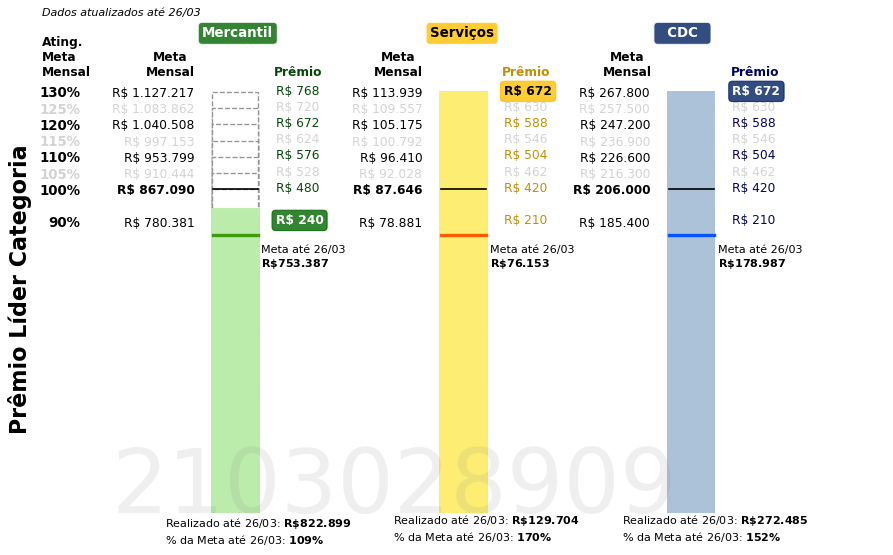 Dados atualizados até 26/03
Mercantil Serviços CDC
Ating.
Meta
Mensal
Meta
Mensal
Prêmio
Meta
Mensal
Prêmio
Meta
Mensal
Prêmio
130% R$ 1.127.217 R$ 768 R$ 113.939 R$ 672 R$ 267.800 R$ 672
125% R$ 1.083.862 R$ 720 R$ 109.557 R$ 630 R$ 257.500 R$ 630
120% R$ 1.040.508 R$ 672 R$ 105.175 R$ 588 R$ 247.200 R$ 588
115% R$ 997.153 R$ 624 R$ 100.792 R$ 546 R$ 236.900 R$ 546
110% R$ 953.799 R$ 576 R$ 96.410 R$ 504 R$ 226.600 R$ 504
105% R$ 910.444 R$ 528 R$ 92.028 R$ 462 R$ 216.300 R$ 462
100% R$ 867.090 R$ 480 R$ 87.646 R$ 420 R$ 206.000 R$ 420
90% R$ 780.381 R$ 240 R$ 78.881 R$ 210 R$ 185.400 R$ 210
Meta até 26/03
R$753.387
Meta até 26/03
R$76.153
Meta até 26/03
R$178.987
Prêmio Líder Categoria
2103028909
Realizado até 26/03: R$822.899
% da Meta até 26/03: 109%
Realizado até 26/03: R$129.704
% da Meta até 26/03: 170%
Realizado até 26/03: R$272.485
% da Meta até 26/03: 152%